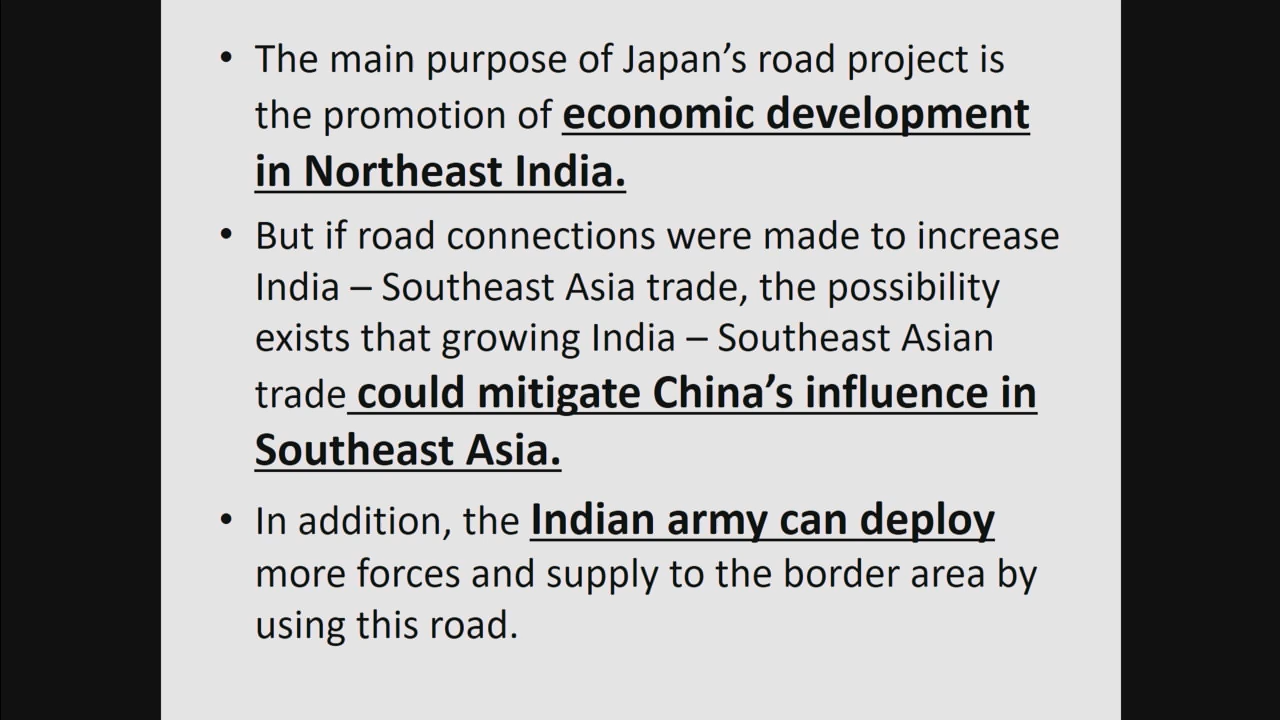 • The main purpose of Japan’s road project is
the promotion of economic development
in Northeast India.
• But if road connections were made to increase
India – Southeast Asia trade, the possibility
exists that growing India – Southeast Asian
trade could mitigate China’s influence in
Southeast Asia.
• In addition, the Indian army can deploy
more forces and supply to the border area by
using this road.